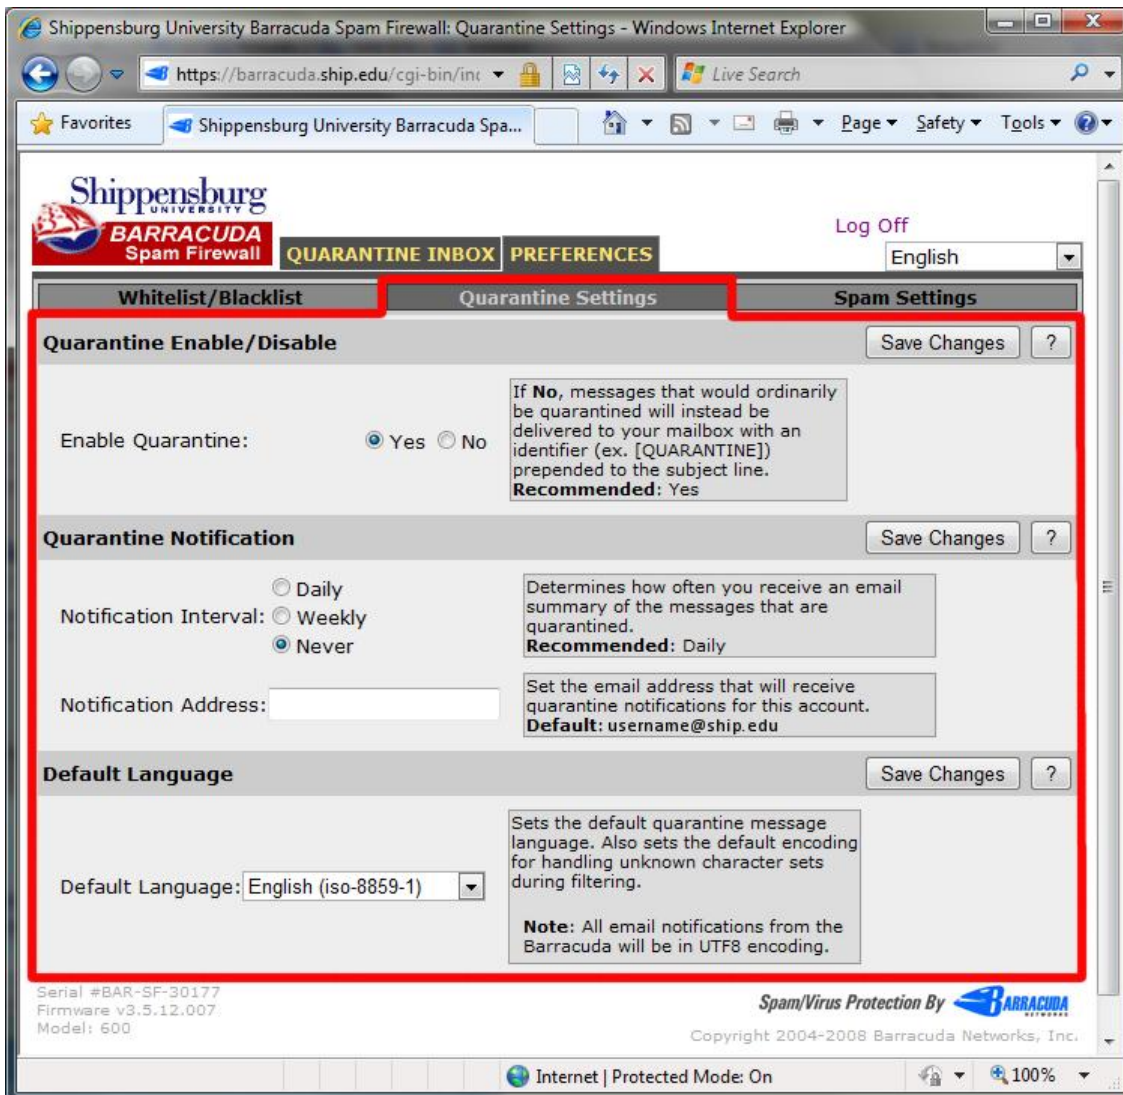 Shippensburg University Barracuda Spam Firewall: Quarantine Settings - Windows Internet Explorer
https://barracuda.ship.edu/cgi-bin/inc
Live Search
Favorites
Shippensburg University Barracuda Spa...
Page
Safety
Tools
Shippensburg
UNIVERSITY
BARRACUDA
Spam Firewall
QUARANTINE INBOX
PREFERENCES
Log Off
English
Whitelist/Blacklist
Quarantine Settings
Spam Settings
Quarantine Enable/Disable
Save Changes
?
Enable Quarantine:
Yes
No
If No, messages that would ordinarily
be quarantined will instead be
delivered to your mailbox with an
identifier (ex. [QUARANTINE])
prepended to the subject line.
Recommended: Yes
Quarantine Notification
Save Changes
?
Notification Interval:
Daily
Weekly
Never
Determines how often you receive an email
summary of the messages that are
quarantined.
Recommended: Daily
Notification Address:
Set the email address that will receive
quarantine notifications for this account.
Default: username@ship.edu
Default Language
Save Changes
?
Default Language:
English (iso-8859-1)
Sets the default quarantine message
language. Also sets the default encoding
for handling unknown character sets
during filtering.
Note: All email notifications from the
Barracuda will be in UTF8 encoding.
Serial #BAR-SF-30177
Firmware v3.5.12.007
Model: 600
Spam/Virus Protection By
BARRACUDA
NETWORKS
Copyright 2004-2008 Barracuda Networks, Inc.
Internet | Protected Mode: On
100%